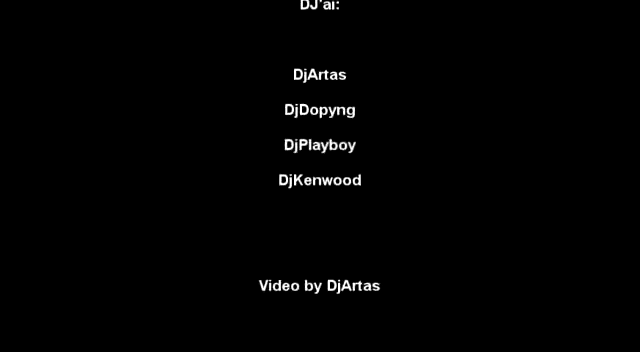 DJ'ai:
DjArtas
DjDopyng
DjPlayboy
DjKenwood
Video by DjArtas